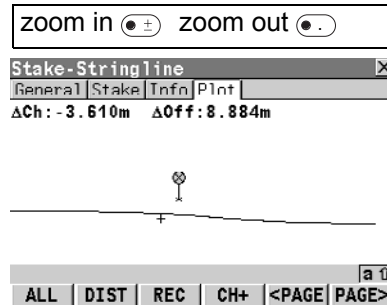 zoom in ± zoom out .
Stake-Stringline X
General Stake Info Plot
ΔCh:-3.610m ΔOff:8.884m
a⇧
ALL DIST REC CH+ <PAGE PAGE>